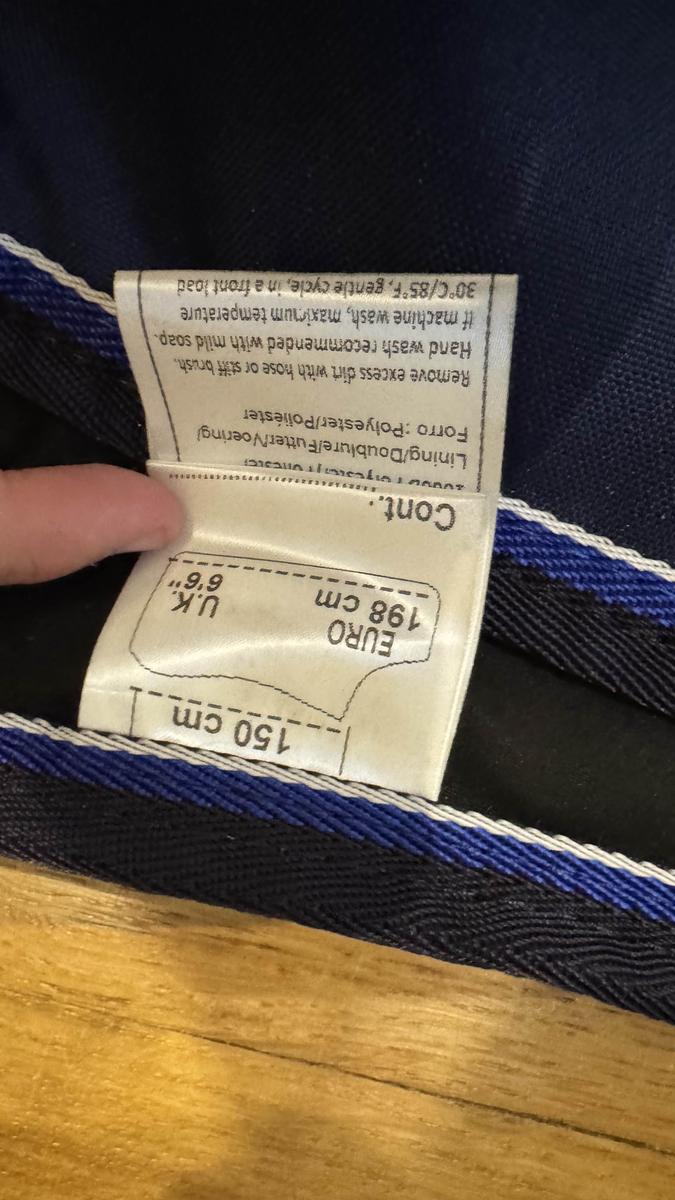 150 cm
EURO U.K.
198 cm 6'6"
Cont.:
Lining/Doublure/Futter/Voering/
Forro :Polyester/Poliéster
Remove excess dirt with hose or stiff brush.
Hand wash recommended with mild soap.
If machine wash, maximum temperature
30°C/85°F, gentle cycle, in a front load